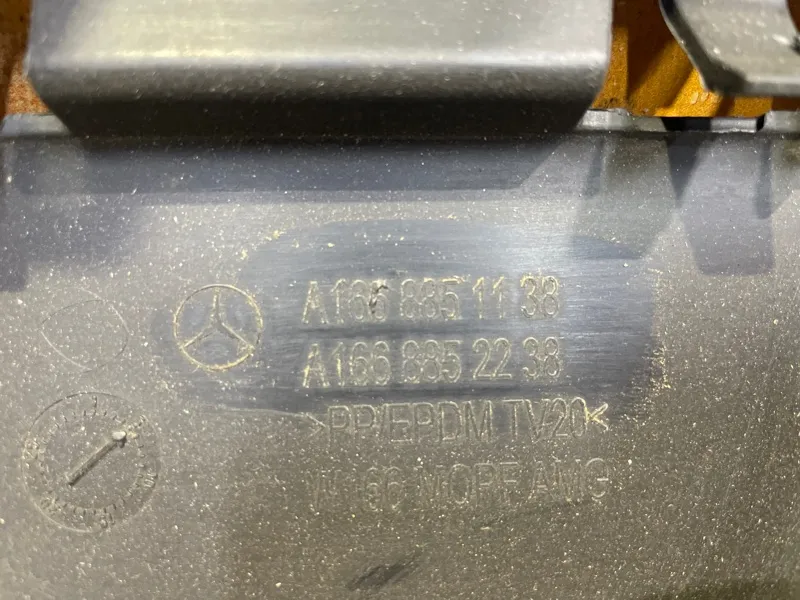 A166 885 11 38
A166 885 22 38
>PP/EPDM TV20<
W166 MOPF AMG